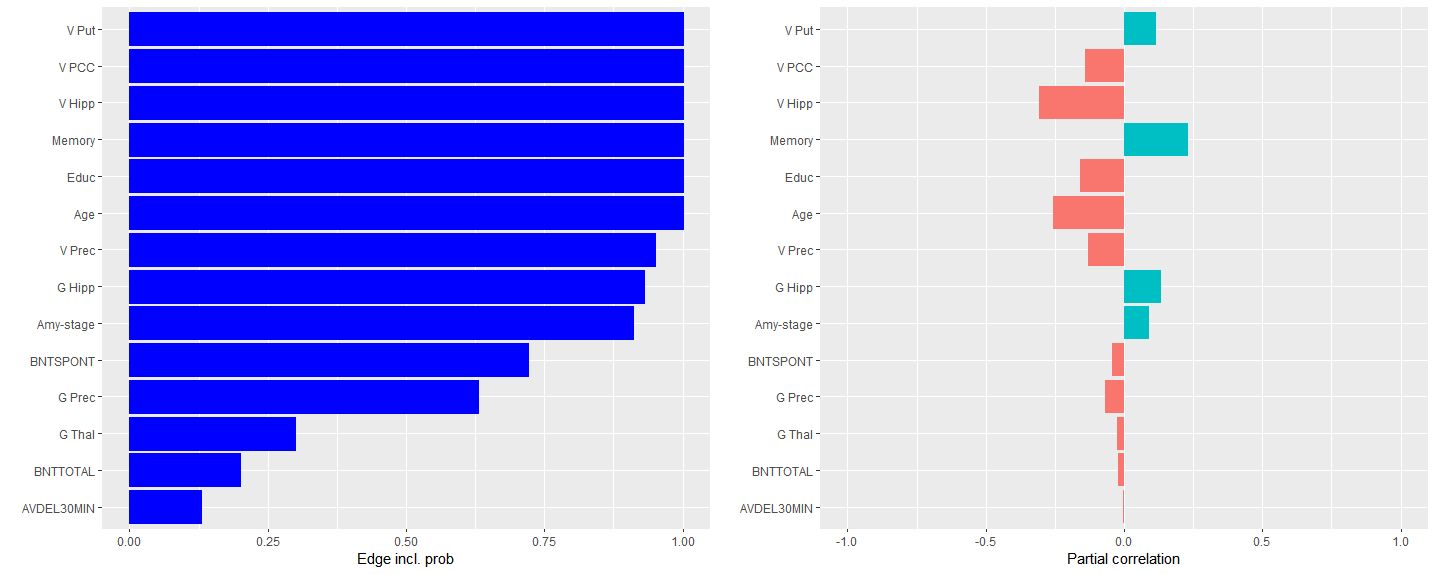 V Put
V PCC
V Hipp
Memory
Educ
Age
V Prec
G Hipp
Amy-stage
BNTSPONT
G Prec
G Thal
BNTTOTAL
AVDEL30MIN
0.00 0.25 0.50 0.75 1.00
Edge incl. prob
V Put
V PCC
V Hipp
Memory
Educ
Age
V Prec
G Hipp
Amy-stage
BNTSPONT
G Prec
G Thal
BNTTOTAL
AVDEL30MIN
-1.0 -0.5 0.0 0.5 1.0
Partial correlation